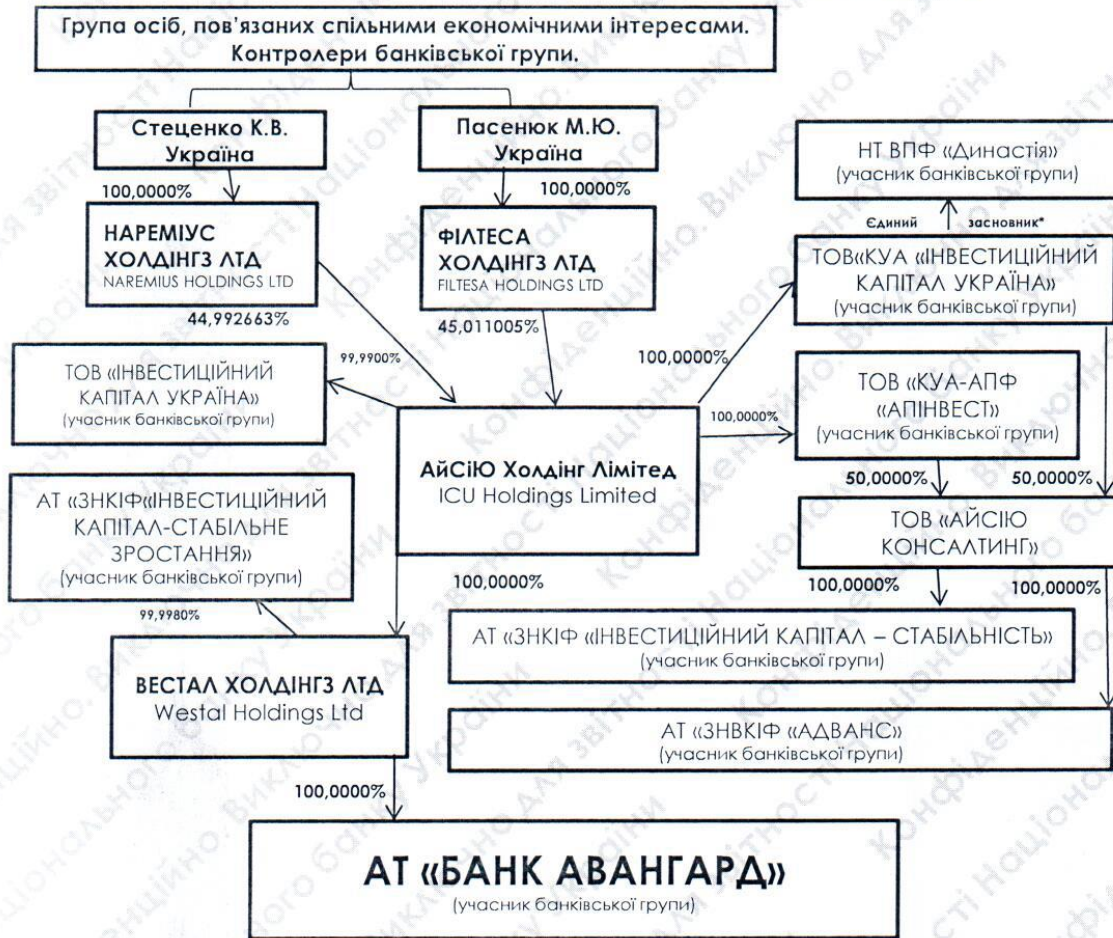 Група осіб, пов'язаних спільними економічними інтересами.
Контролери банківської групи.
Стеценко К.В.
Україна
Пасенюк М.Ю.
Україна
100,0000%
100,0000%
НТ ВПФ «Династія»
(учасник банківської групи)
Єдиний засновник*
НАРЕМІУС
ХОЛДІНГЗ ЛТД
NAREMIUS HOLDINGS LTD
ФІЛТЕСА
ХОЛДІНГЗ ЛТД
FILTESA HOLDINGS LTD
ТОВ«КУА «ІНВЕСТИЦІЙНИЙ
КАПІТАЛ УКРАЇНА»
(учасник банківської групи)
44,992663%
45,011005%
99,9900%
100,0000%
ТОВ «ІНВЕСТИЦІЙНИЙ
КАПІТАЛ УКРАЇНА»
(учасник банківської групи)
ТОВ «КУА-АПФ
«АПІНВЕСТ»
(учасник банківської групи)
100,0000%
АйСіЮ Холдінг Лімітед
ICU Holdings Limited
50,0000%
50,0000%
АТ «ЗНКІФ«ІНВЕСТИЦІЙНИЙ
КАПІТАЛ-СТАБІЛЬНЕ
ЗРОСТАННЯ»
(учасник банківської групи)
ТОВ «АЙСІЮ
КОНСАЛТИНГ»
100,0000%
100,0000%
100,0000%
99,9980%
АТ «ЗНКІФ «ІНВЕСТИЦІЙНИЙ КАПІТАЛ – СТАБІЛЬНІСТЬ»
(учасник банківської групи)
ВЕСТАЛ ХОЛДІНГЗ ЛТД
Westal Holdings Ltd
АТ «ЗНВКІФ «АДВАНС»
(учасник банківської групи)
100,0000%
АТ «БАНК АВАНГАРД»
(учасник банківської групи)